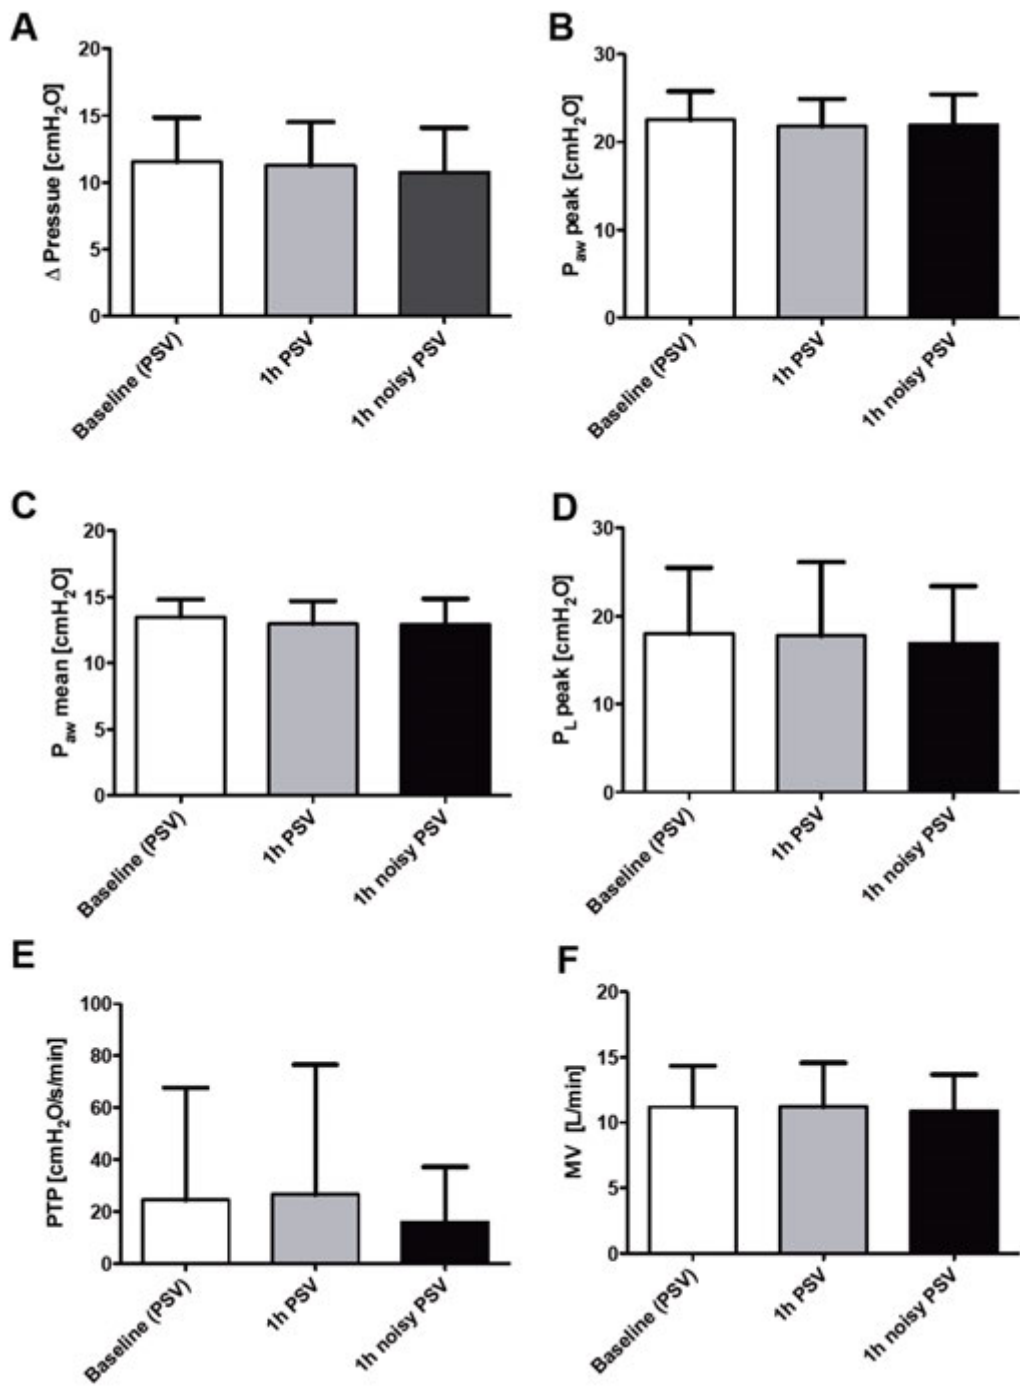 A
Δ Pressue [cmH₂O]
20
15
10
5
0
Baseline (PSV)
1h PSV
1h noisy PSV
B
P_aw peak [cmH₂O]
30
20
10
0
Baseline (PSV)
1h PSV
1h noisy PSV
C
P_aw mean [cmH₂O]
20
15
10
5
0
Baseline (PSV)
1h PSV
1h noisy PSV
D
P_L peak [cmH₂O]
30
20
10
0
Baseline (PSV)
1h PSV
1h noisy PSV
E
PTP [cmH₂O/s/min]
100
80
60
40
20
0
Baseline (PSV)
1h PSV
1h noisy PSV
F
MV [L/min]
20
15
10
5
0
Baseline (PSV)
1h PSV
1h noisy PSV